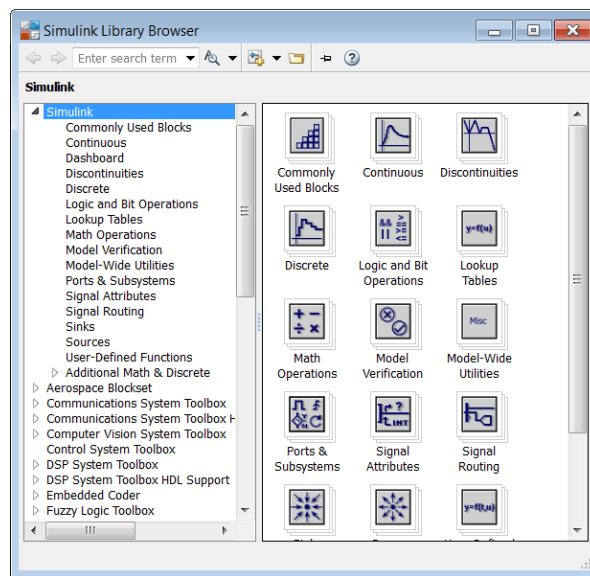 Simulink Library Browser
Enter search term
Simulink
Simulink
Commonly Used Blocks
Continuous
Dashboard
Discontinuities
Discrete
Logic and Bit Operations
Lookup Tables
Math Operations
Model Verification
Model-Wide Utilities
Ports & Subsystems
Signal Attributes
Signal Routing
Sinks
Sources
User-Defined Functions
Additional Math & Discrete
Aerospace Blockset
Communications System Toolbox
Communications System Toolbox H
Computer Vision System Toolbox
Control System Toolbox
DSP System Toolbox
DSP System Toolbox HDL Support
Embedded Coder
Fuzzy Logic Toolbox
Commonly
Used Blocks
Continuous
Discontinuities
&& >
|| ==
<=
y=f(u)
Discrete
Logic and Bit
Operations
Lookup
Tables
+ −
÷ ×
Misc
Math
Operations
Model
Verification
Model-Wide
Utilities
?
INT
Ports &
Subsystems
Signal
Attributes
Signal
Routing
y=f(t,u)